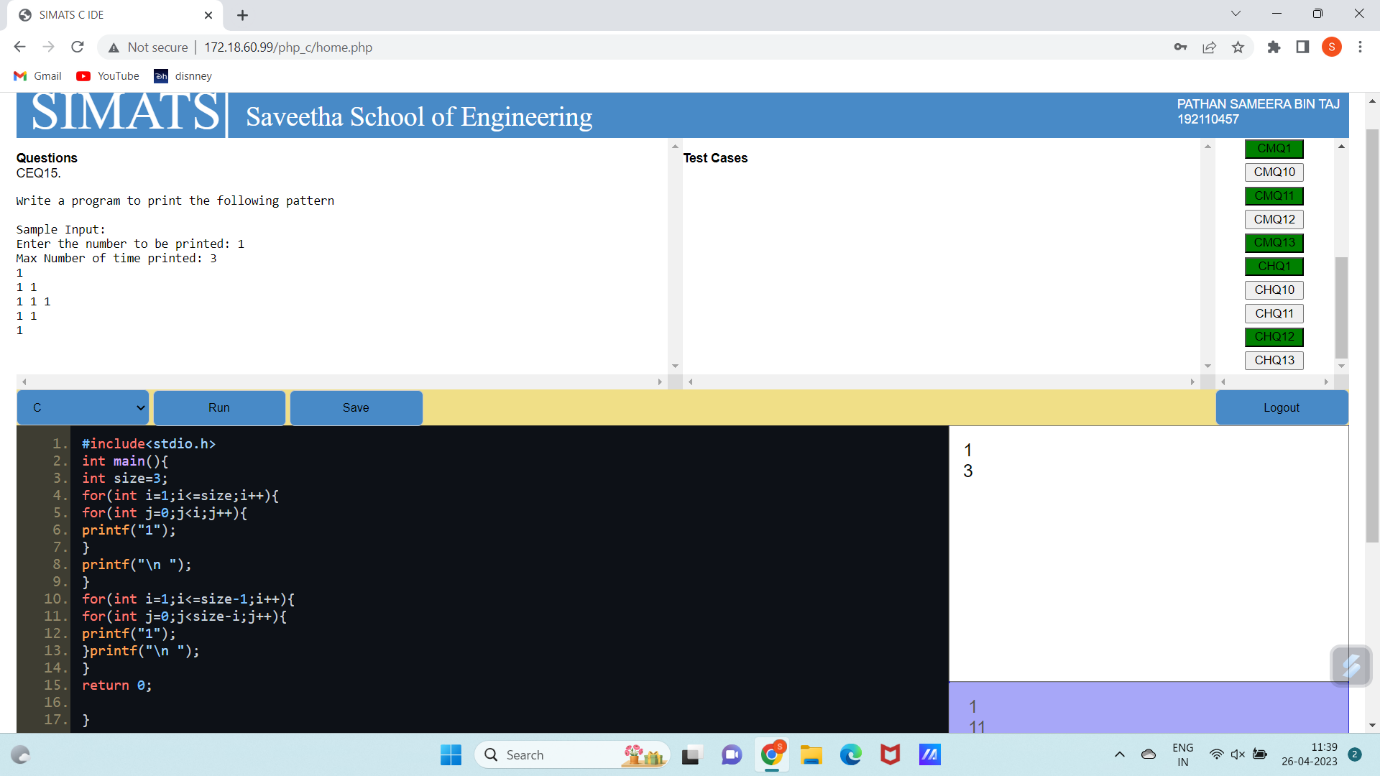 SIMATS C IDE
Not secure | 172.18.60.99/php_c/home.php
S
Gmail YouTube disnney
SIMATS Saveetha School of Engineering
PATHAN SAMEERA BIN TAJ
192110457
Questions
CEQ15.
Write a program to print the following pattern
Sample Input:
Enter the number to be printed: 1
Max Number of time printed: 3
1
1 1
1 1 1
1 1
1
Test Cases
CMQ1
CMQ10
CMQ11
CMQ12
CMQ13
CHQ1
CHQ10
CHQ11
CHQ12
CHQ13
C Run Save Logout
1. #include<stdio.h>
2. int main(){
3. int size=3;
4. for(int i=1;i<=size;i++){
5. for(int j=0;j<i;j++){
6. printf("1");
7. }
8. printf("\n ");
9. }
10. for(int i=1;i<=size-1;i++){
11. for(int j=0;j<size-i;j++){
12. printf("1");
13. }printf("\n ");
14. }
15. return 0;
16.
17. }
1
3
1
11
Search
S
ENG
IN
11:39
26-04-2023
2